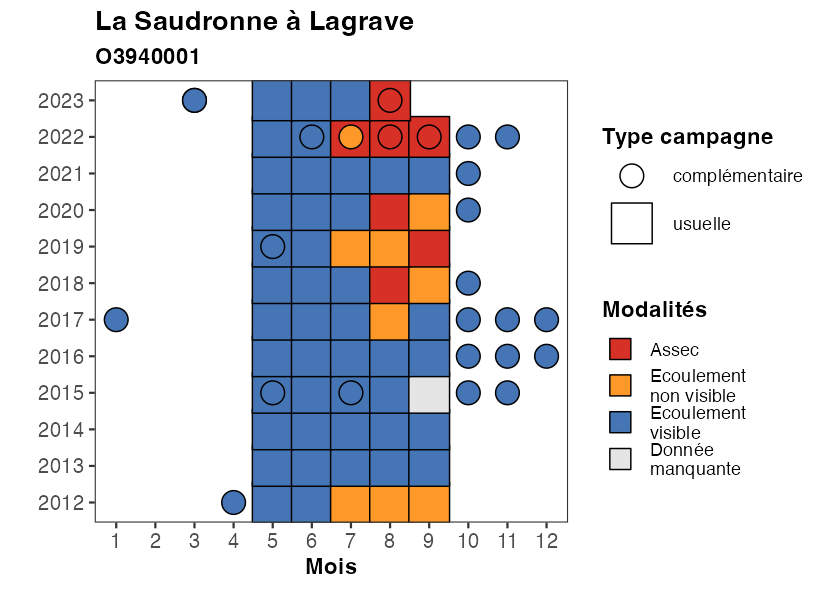 La Saudronne à Lagrave
O3940001
2023
2022
2021
2020
2019
2018
2017
2016
2015
2014
2013
2012
1 2 3 4 5 6 7 8 9 10 11 12
Mois
Type campagne
complémentaire
usuelle
Modalités
Assec
Ecoulement
non visible
Ecoulement
visible
Donnée
manquante